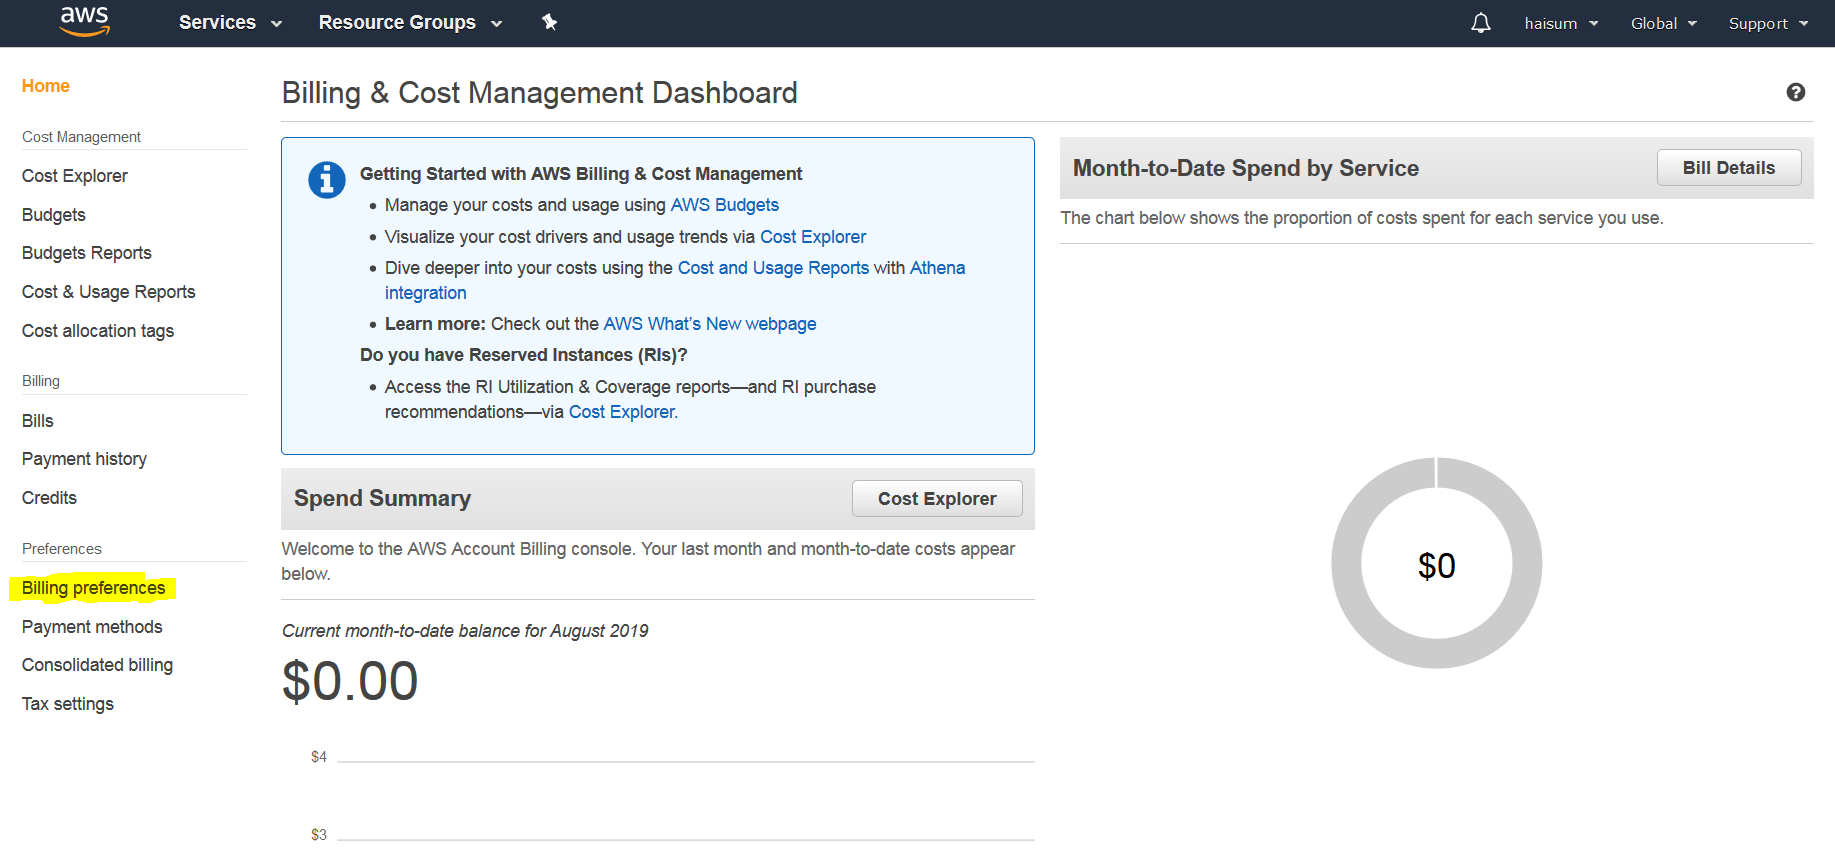 aws
Services
Resource Groups
haisum
Global
Support
Home
Cost Management
Cost Explorer
Budgets
Budgets Reports
Cost & Usage Reports
Cost allocation tags
Billing
Bills
Payment history
Credits
Preferences
Billing preferences
Payment methods
Consolidated billing
Tax settings
Billing & Cost Management Dashboard
?
i
Getting Started with AWS Billing & Cost Management
• Manage your costs and usage using AWS Budgets
• Visualize your cost drivers and usage trends via Cost Explorer
• Dive deeper into your costs using the Cost and Usage Reports with Athena
integration
• Learn more: Check out the AWS What's New webpage
Do you have Reserved Instances (RIs)?
• Access the RI Utilization & Coverage reports—and RI purchase
recommendations—via Cost Explorer.
Spend Summary
Cost Explorer
Welcome to the AWS Account Billing console. Your last month and month-to-date costs appear
below.
Current month-to-date balance for August 2019
$0.00
$4
$3
Month-to-Date Spend by Service
Bill Details
The chart below shows the proportion of costs spent for each service you use.
$0